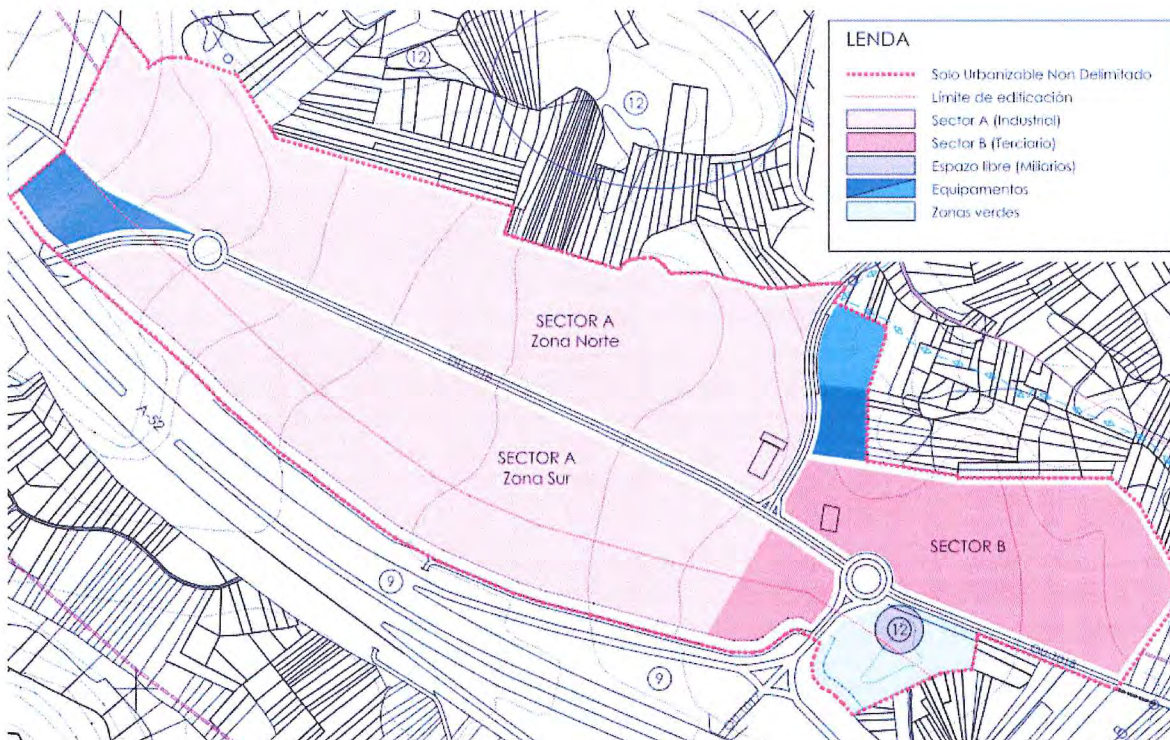 LENDA
Solo Urbanizable Non Delimitado
Límite de edificación
Sector A (Industrial)
Sector B (Terciario)
Espazo libre (Miliarios)
Equipamentos
Zonas verdes
12
12
SECTOR A
Zona Norte
A-52
SECTOR A
Zona Sur
SECTOR B
9
12
9